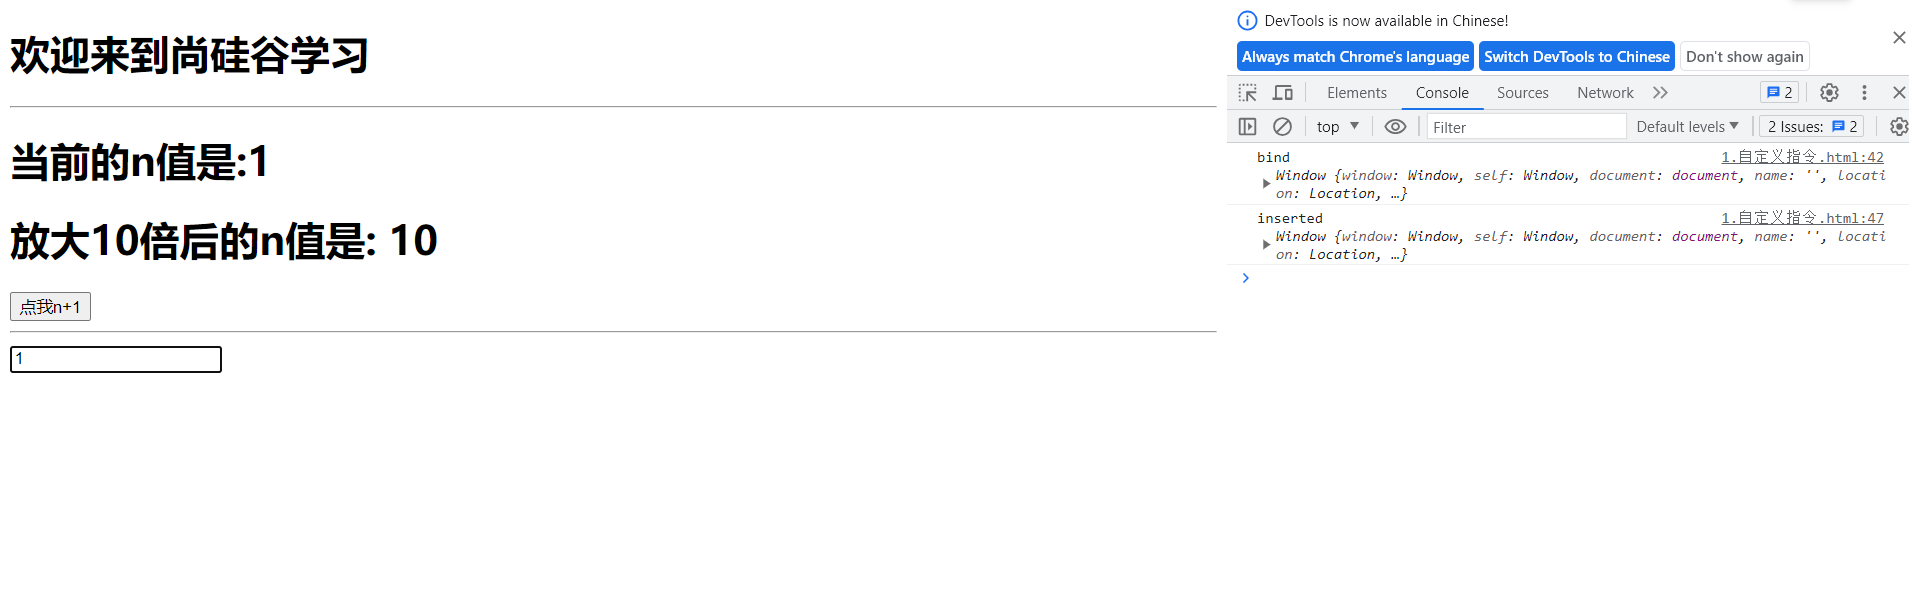 欢迎来到尚硅谷学习
当前的n值是:1
放大10倍后的n值是: 10
点我n+1
1
DevTools is now available in Chinese!
Always match Chrome's language Switch DevTools to Chinese Don't show again
Elements Console Sources Network 2
top Filter Default levels 2 Issues: 2
bind 1.自定义指令.html:42
Window {window: Window, self: Window, document: document, name: '', locati
on: Location, …}
inserted 1.自定义指令.html:47
Window {window: Window, self: Window, document: document, name: '', locati
on: Location, …}